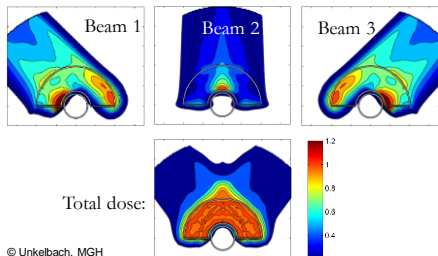 Beam 1
Beam 2
Beam 3
Total dose:
1.2
1
0.8
0.6
0.4
© Unkelbach, MGH